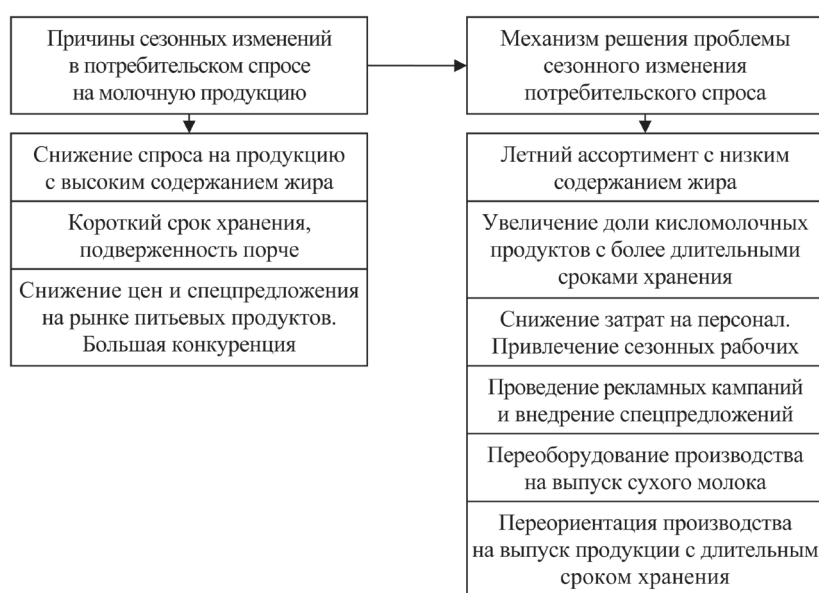 Причины сезонных изменений
в потребительском спросе
на молочную продукцию
Снижение спроса на продукцию
с высоким содержанием жира
Короткий срок хранения,
подверженность порче
Снижение цен и спецпредложения
на рынке питьевых продуктов.
Большая конкуренция
Механизм решения проблемы
сезонного изменения
потребительского спроса
Летний ассортимент с низким
содержанием жира
Увеличение доли кисломолочных
продуктов с более длительными
сроками хранения
Снижение затрат на персонал.
Привлечение сезонных рабочих
Проведение рекламных кампаний
и внедрение спецпредложений
Переоборудование производства
на выпуск сухого молока
Переориентация производства
на выпуск продукции с длительным
сроком хранения